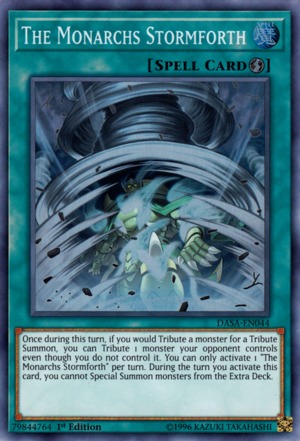 The Monarchs Stormforth
[Spell Card]
DASA-EN044
Once during this turn, if you would Tribute a monster for a Tribute
Summon, you can Tribute 1 monster your opponent controls
even though you do not control it. You can only activate 1 "The
Monarchs Stormforth" per turn. During the turn you activate this
card, you cannot Special Summon monsters from the Extra Deck.
79844764 1st Edition ©1996 KAZUKI TAKAHASHI